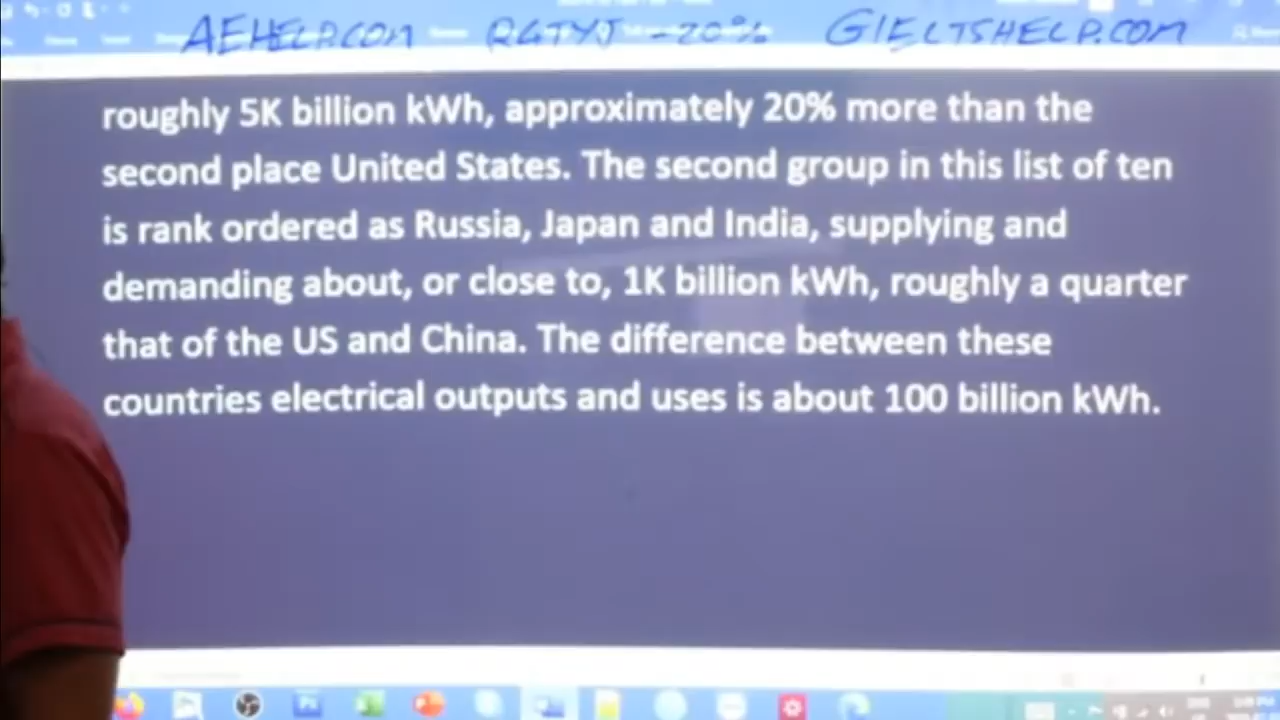 AEHELP.COM R4TYJ -20% GIELTSHELP.COM
roughly 5K billion kWh, approximately 20% more than the
second place United States. The second group in this list of ten
is rank ordered as Russia, Japan and India, supplying and
demanding about, or close to, 1K billion kWh, roughly a quarter
that of the US and China. The difference between these
countries electrical outputs and uses is about 100 billion kWh.